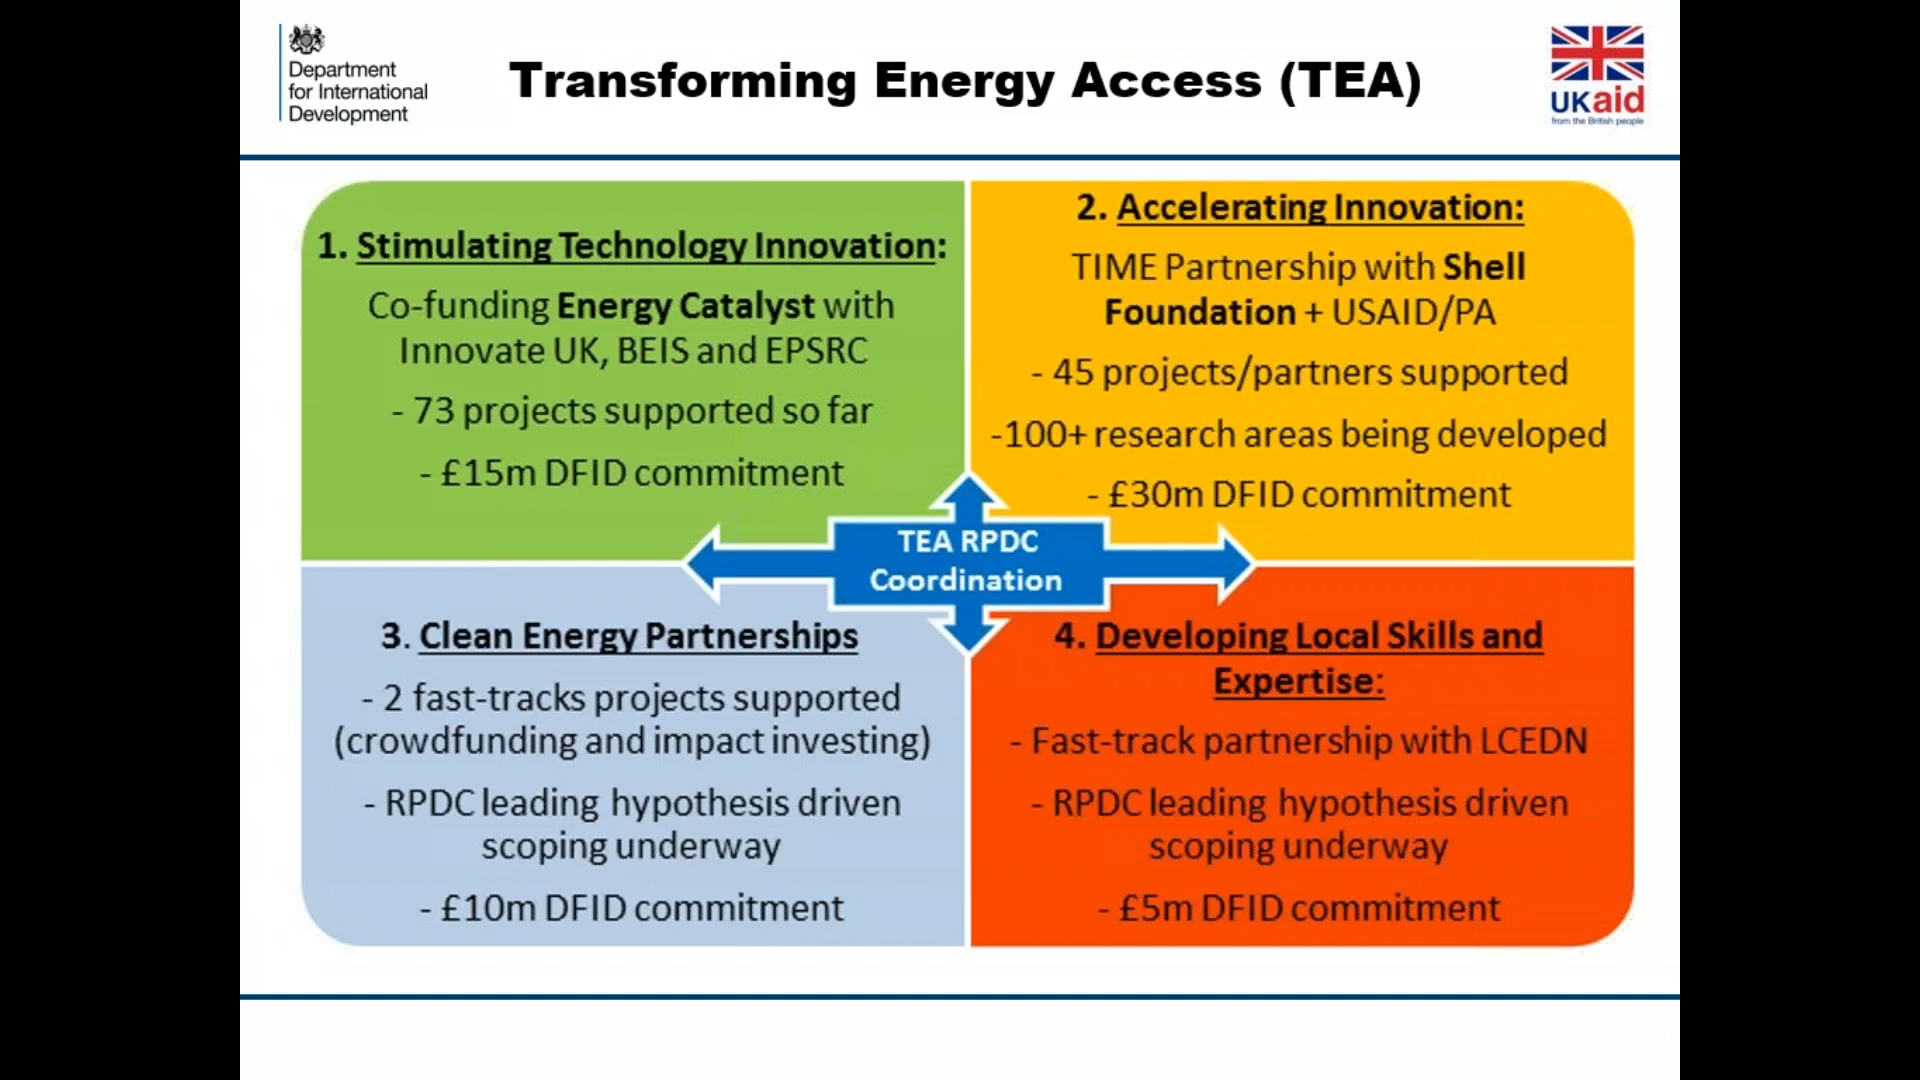 Department
for International
Development
Transforming Energy Access (TEA)
UKaid
from the British people
1. Stimulating Technology Innovation:
Co-funding Energy Catalyst with
Innovate UK, BEIS and EPSRC
- 73 projects supported so far
- £15m DFID commitment
2. Accelerating Innovation:
TIME Partnership with Shell
Foundation + USAID/PA
- 45 projects/partners supported
-100+ research areas being developed
- £30m DFID commitment
TEA RPDC
Coordination
3. Clean Energy Partnerships
- 2 fast-tracks projects supported
(crowdfunding and impact investing)
- RPDC leading hypothesis driven
scoping underway
- £10m DFID commitment
4. Developing Local Skills and
Expertise:
- Fast-track partnership with LCEDN
- RPDC leading hypothesis driven
scoping underway
- £5m DFID commitment